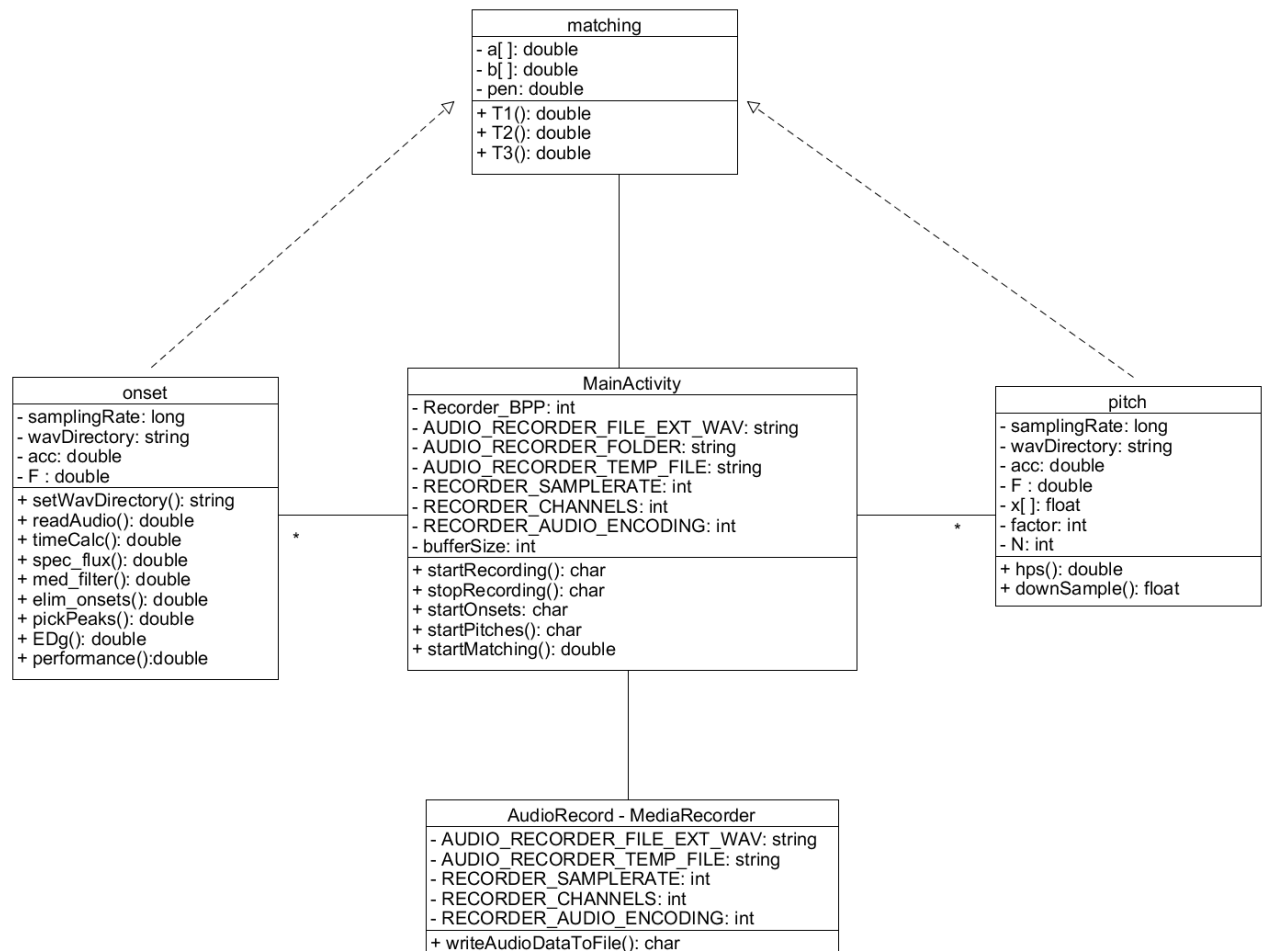 matching
- a[ ]: double
- b[ ]: double
- pen: double
+ T1(): double
+ T2(): double
+ T3(): double
onset
- samplingRate: long
- wavDirectory: string
- acc: double
- F : double
+ setWavDirectory(): string
+ readAudio(): double
+ timeCalc(): double
+ spec_flux(): double
+ med_filter(): double
+ elim_onsets(): double
+ pickPeaks(): double
+ EDg(): double
+ performance():double
*
MainActivity
- Recorder_BPP: int
- AUDIO_RECORDER_FILE_EXT_WAV: string
- AUDIO_RECORDER_FOLDER: string
- AUDIO_RECORDER_TEMP_FILE: string
- RECORDER_SAMPLERATE: int
- RECORDER_CHANNELS: int
- RECORDER_AUDIO_ENCODING: int
- bufferSize: int
+ startRecording(): char
+ stopRecording(): char
+ startOnsets: char
+ startPitches(): char
+ startMatching(): double
*
pitch
- samplingRate: long
- wavDirectory: string
- acc: double
- F : double
- x[ ]: float
- factor: int
- N: int
+ hps(): double
+ downSample(): float
AudioRecord - MediaRecorder
- AUDIO_RECORDER_FILE_EXT_WAV: string
- AUDIO_RECORDER_TEMP_FILE: string
- RECORDER_SAMPLERATE: int
- RECORDER_CHANNELS: int
- RECORDER_AUDIO_ENCODING: int
+ writeAudioDataToFile(): char